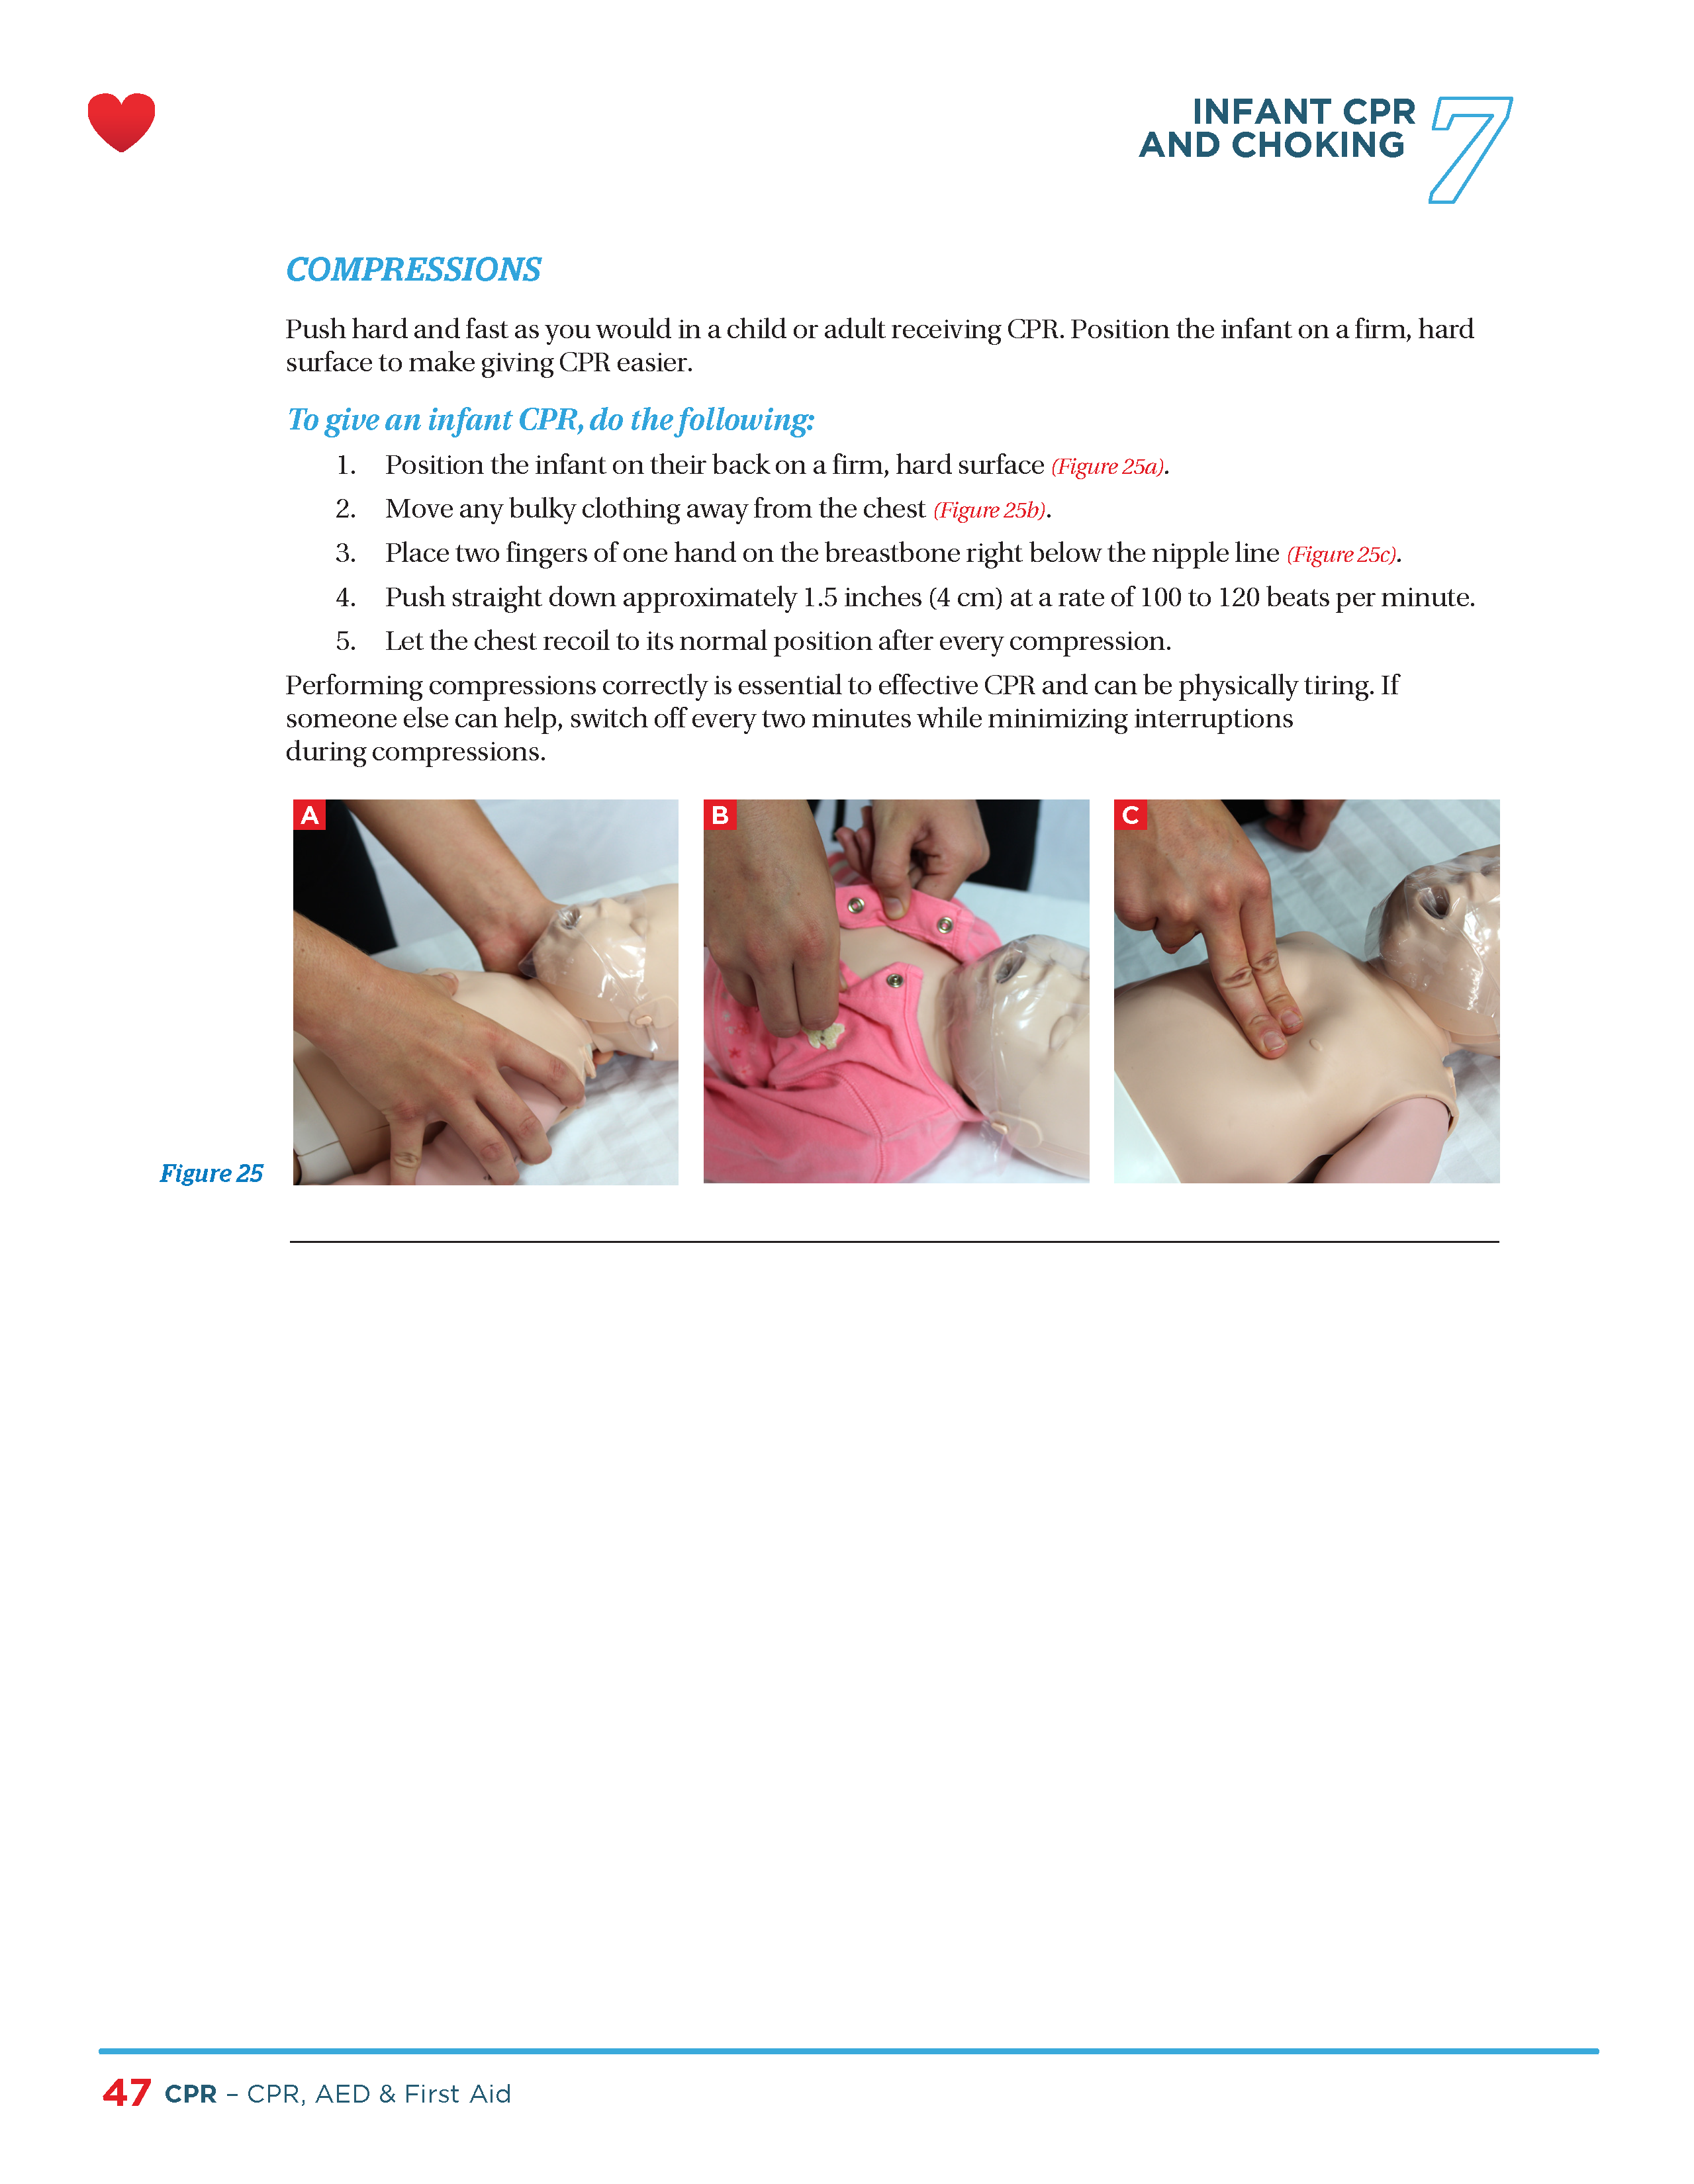 INFANT CPR
AND CHOKING
7
COMPRESSIONS
Push hard and fast as you would in a child or adult receiving CPR. Position the infant on a firm, hard
surface to make giving CPR easier.
To give an infant CPR, do the following:
1. Position the infant on their back on a firm, hard surface (Figure 25a).
2. Move any bulky clothing away from the chest (Figure 25b).
3. Place two fingers of one hand on the breastbone right below the nipple line (Figure 25c).
4. Push straight down approximately 1.5 inches (4 cm) at a rate of 100 to 120 beats per minute.
5. Let the chest recoil to its normal position after every compression.
Performing compressions correctly is essential to effective CPR and can be physically tiring. If
someone else can help, switch off every two minutes while minimizing interruptions
during compressions.
A
B
C
Figure 25
47 CPR – CPR, AED & First Aid